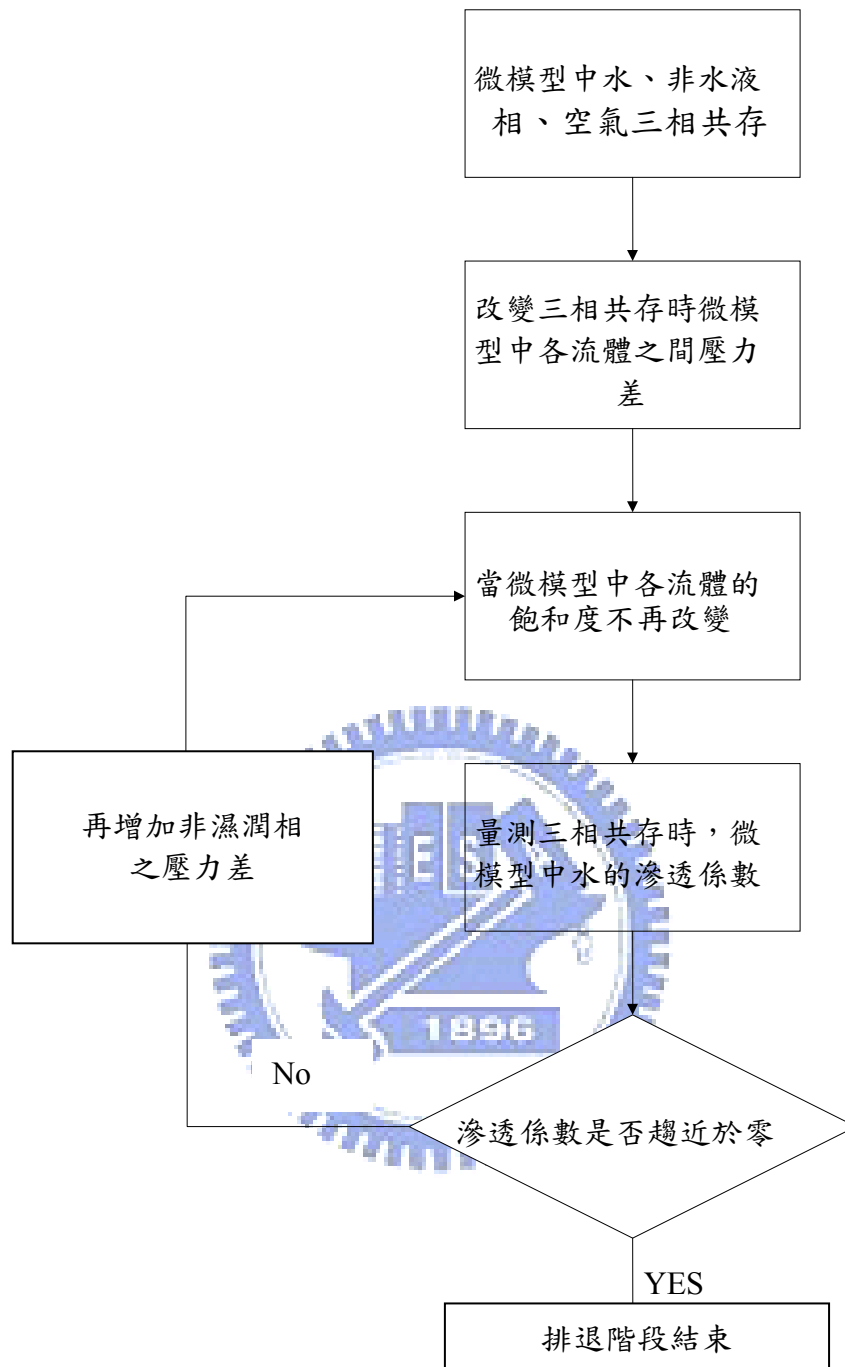 微模型中水、非水液
相、空氣三相共存
改變三相共存時微模
型中各流體之間壓力
差
當微模型中各流體的
飽和度不再改變
再增加非濕潤相
之壓力差
量測三相共存時，微
模型中水的滲透係數
ES
1896
No
滲透係數是否趨近於零
YES
排退階段結束